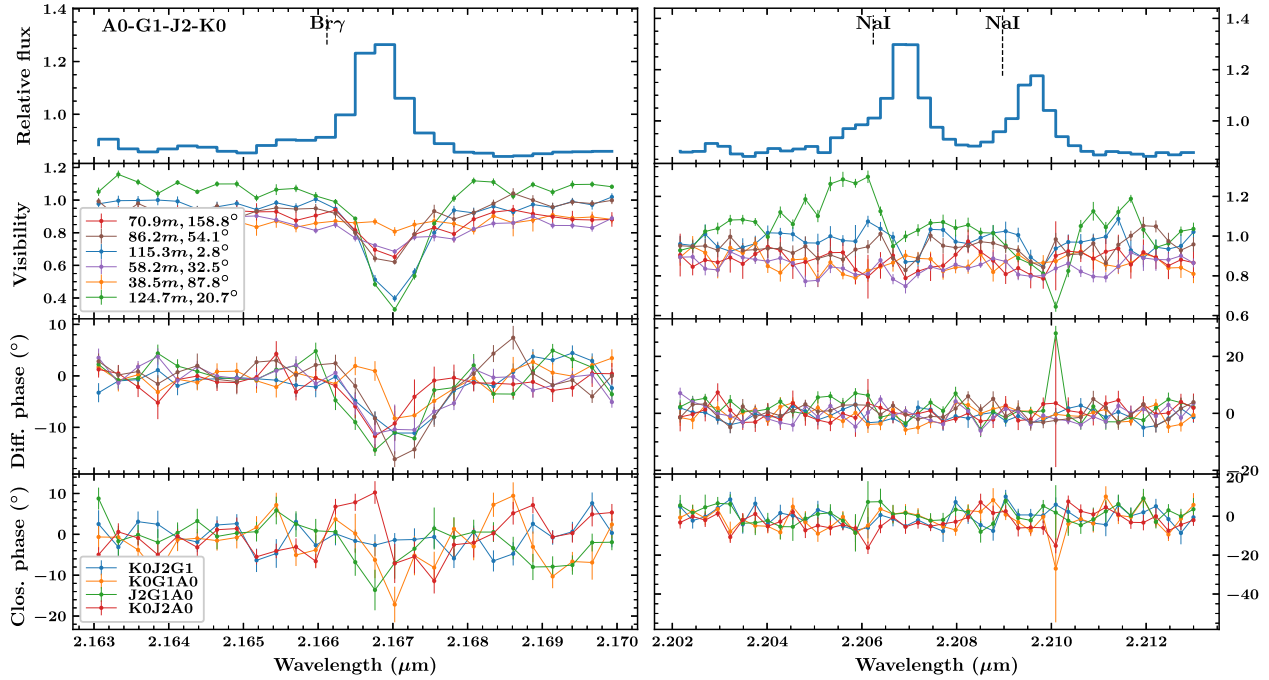 A0-G1-J2-K0
Brγ
NaI
NaI
Relative flux
1.4
1.2
1.0
1.4
1.2
1.0
Visibility
1.2
1.0
0.8
0.6
0.4
70.9m, 158.8°
86.2m, 54.1°
115.3m, 2.8°
58.2m, 32.5°
38.5m, 87.8°
124.7m, 20.7°
1.2
1.0
0.8
0.6
Diff. phase (°)
10
0
−10
20
0
−20
Clos. phase (°)
10
0
−10
−20
K0J2G1
K0G1A0
J2G1A0
K0J2A0
20
0
−20
−40
2.163 2.164 2.165 2.166 2.167 2.168 2.169 2.170
2.202 2.204 2.206 2.208 2.210 2.212
Wavelength (μm)
Wavelength (μm)